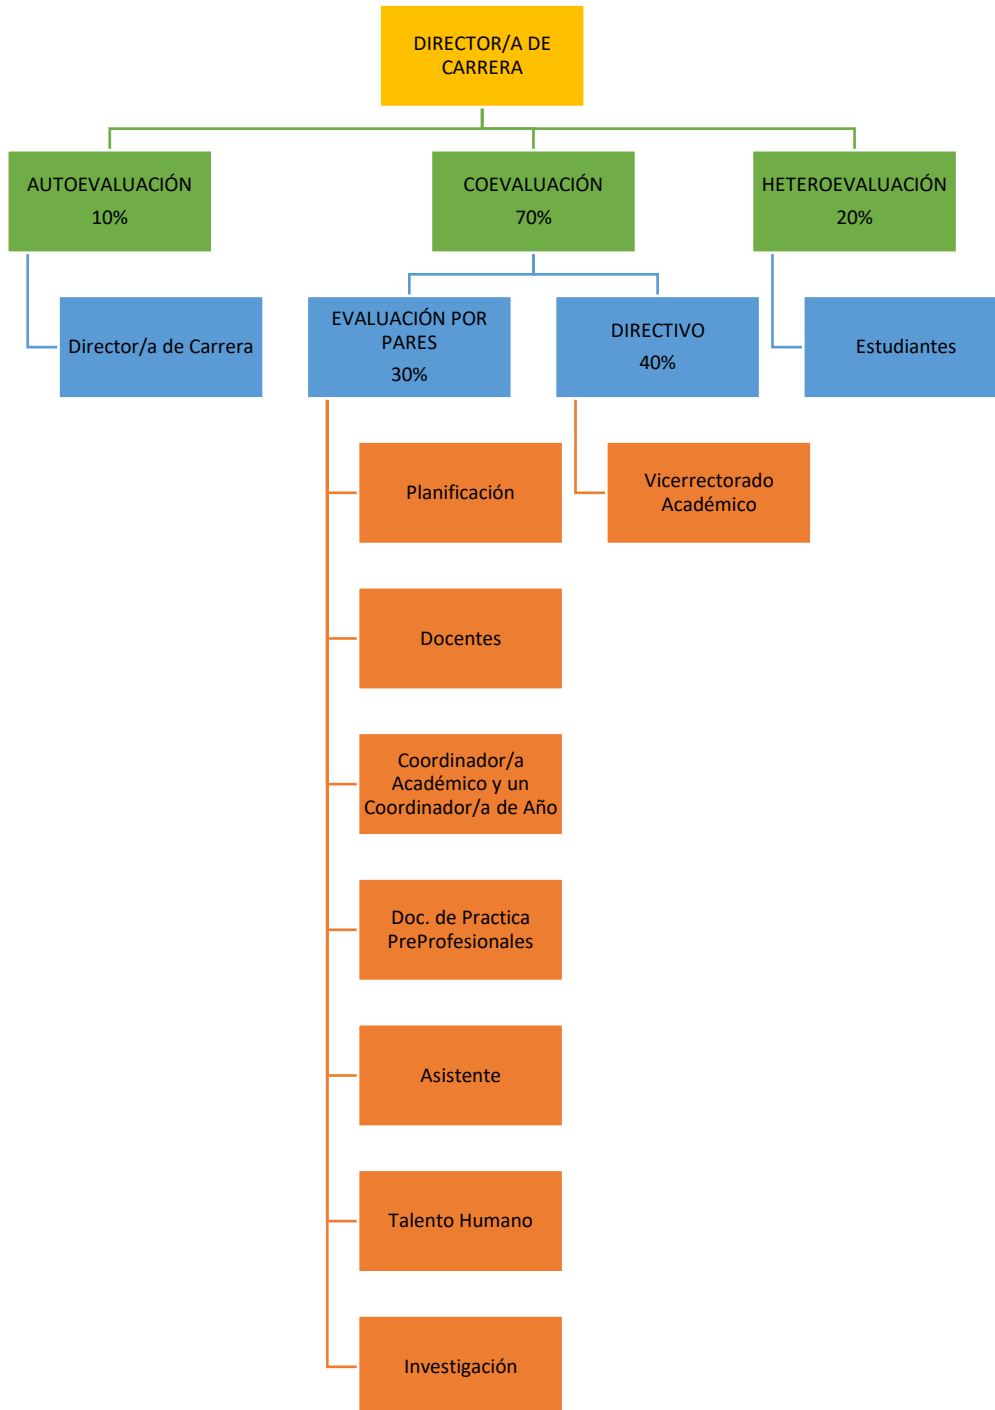 DIRECTOR/A DE
CARRERA
AUTOEVALUACIÓN
10%
COEVALUACIÓN
70%
HETEROEVALUACIÓN
20%
Director/a de Carrera
EVALUACIÓN POR
PARES
30%
DIRECTIVO
40%
Estudiantes
Planificación
Vicerrectorado
Académico
Docentes
Coordinador/a
Académico y un
Coordinador/a de Año
Doc. de Practica
PreProfesionales
Asistente
Talento Humano
Investigación